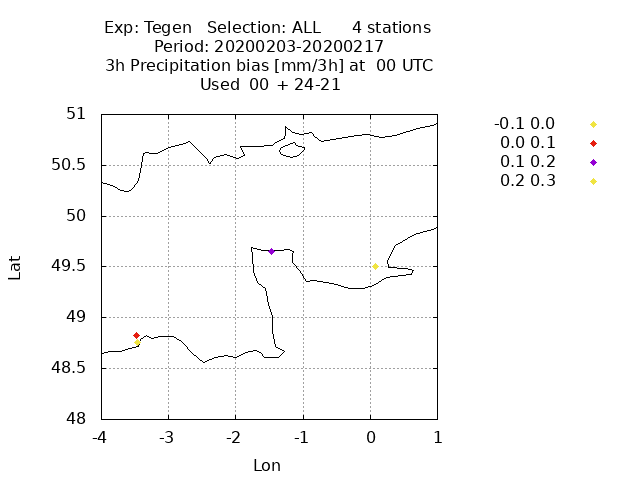 Exp: Tegen   Selection: ALL      4 stations
Period: 20200203-20200217
3h Precipitation bias [mm/3h] at  00 UTC
Used  00 + 24-21
-0.1 0.0
0.0 0.1
0.1 0.2
0.2 0.3
51
50.5
50
49.5
49
48.5
48
Lat
-4 -3 -2 -1 0 1
Lon